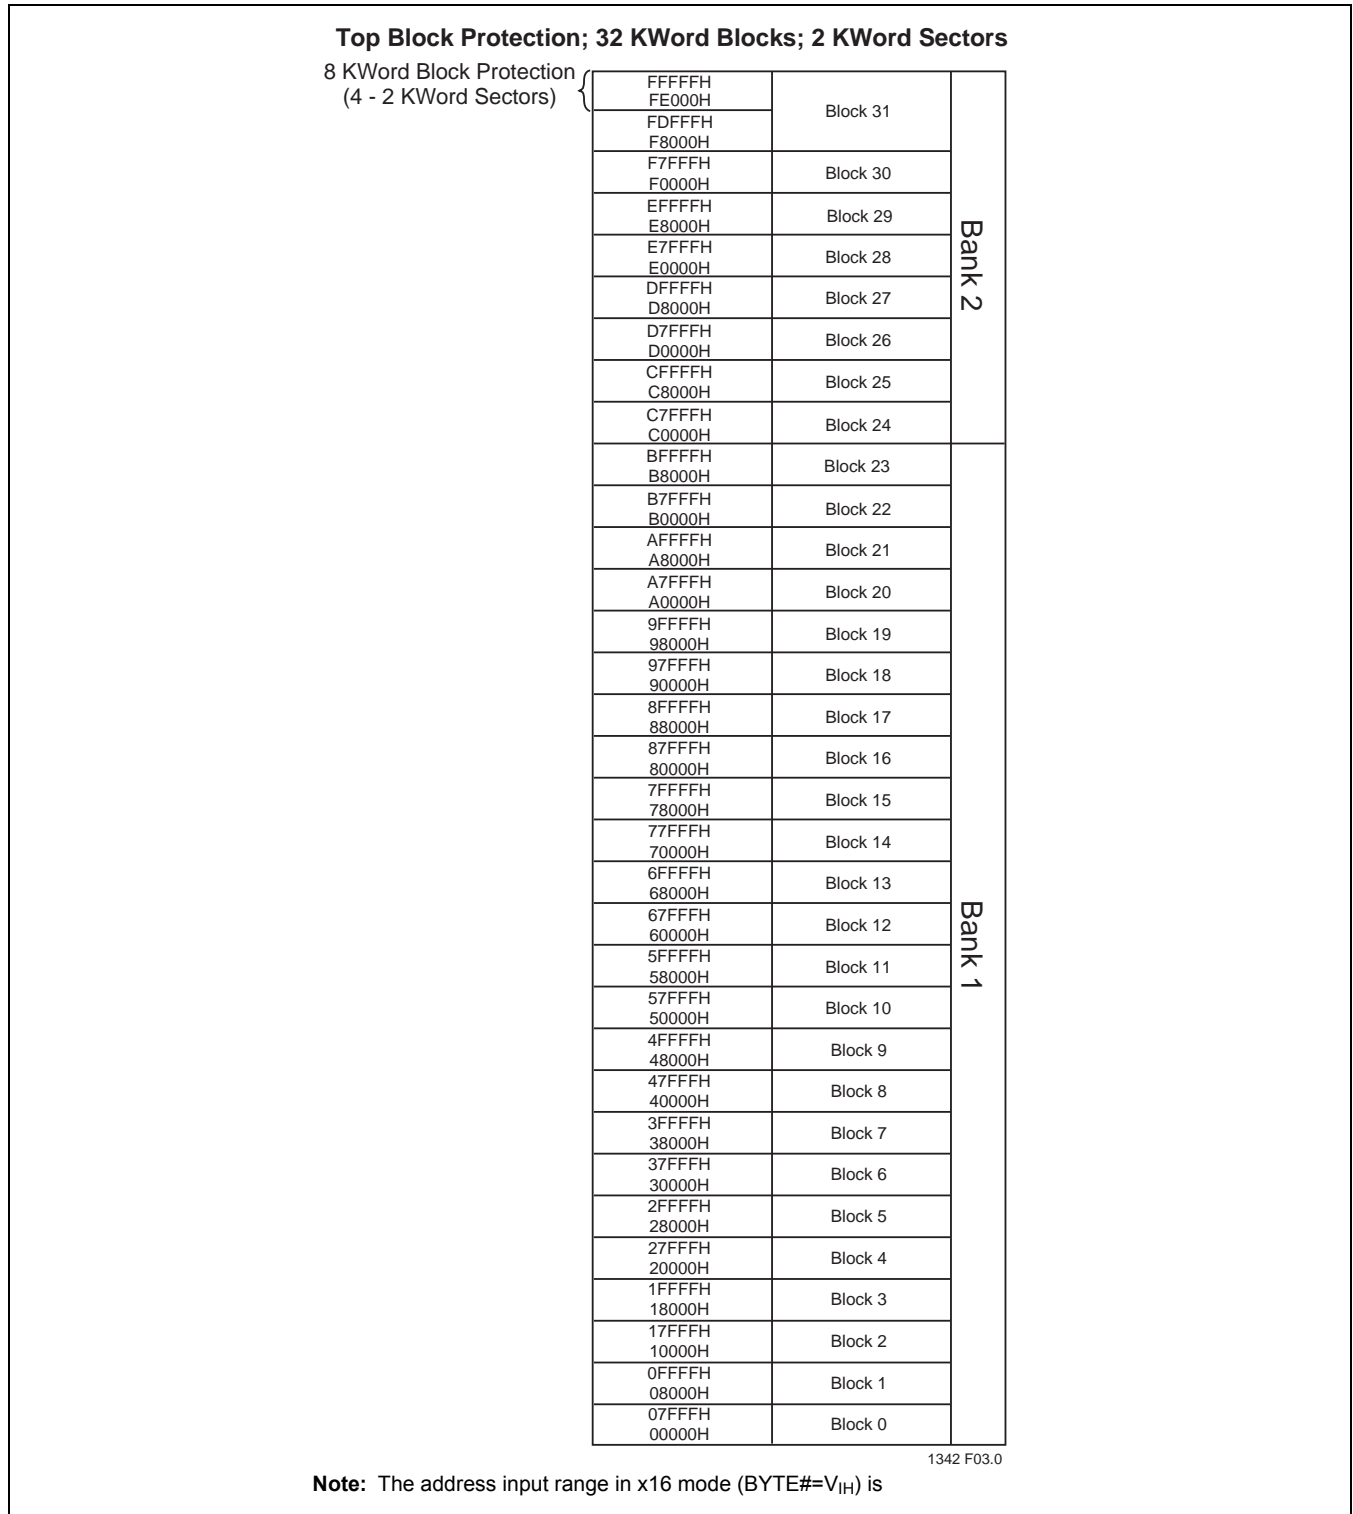 Top Block Protection; 32 KWord Blocks; 2 KWord Sectors
8 KWord Block Protection
(4 - 2 KWord Sectors)
FFFFFH
FE000H
FDFFFH
F8000H
Block 31
F7FFFH
F0000H
Block 30
EFFFFH
E8000H
Block 29
E7FFFH
E0000H
Block 28
DFFFFH
D8000H
Block 27
D7FFFH
D0000H
Block 26
CFFFFH
C8000H
Block 25
C7FFFH
C0000H
Block 24
Bank 2
BFFFFH
B8000H
Block 23
B7FFFH
B0000H
Block 22
AFFFFH
A8000H
Block 21
A7FFFH
A0000H
Block 20
9FFFFH
98000H
Block 19
97FFFH
90000H
Block 18
8FFFFH
88000H
Block 17
87FFFH
80000H
Block 16
7FFFFH
78000H
Block 15
77FFFH
70000H
Block 14
6FFFFH
68000H
Block 13
67FFFH
60000H
Block 12
5FFFFH
58000H
Block 11
57FFFH
50000H
Block 10
4FFFFH
48000H
Block 9
47FFFH
40000H
Block 8
3FFFFH
38000H
Block 7
37FFFH
30000H
Block 6
2FFFFH
28000H
Block 5
27FFFH
20000H
Block 4
1FFFFH
18000H
Block 3
17FFFH
10000H
Block 2
0FFFFH
08000H
Block 1
07FFFH
00000H
Block 0
Bank 1
1342 F03.0
Note: The address input range in x16 mode (BYTE#=VIH) is